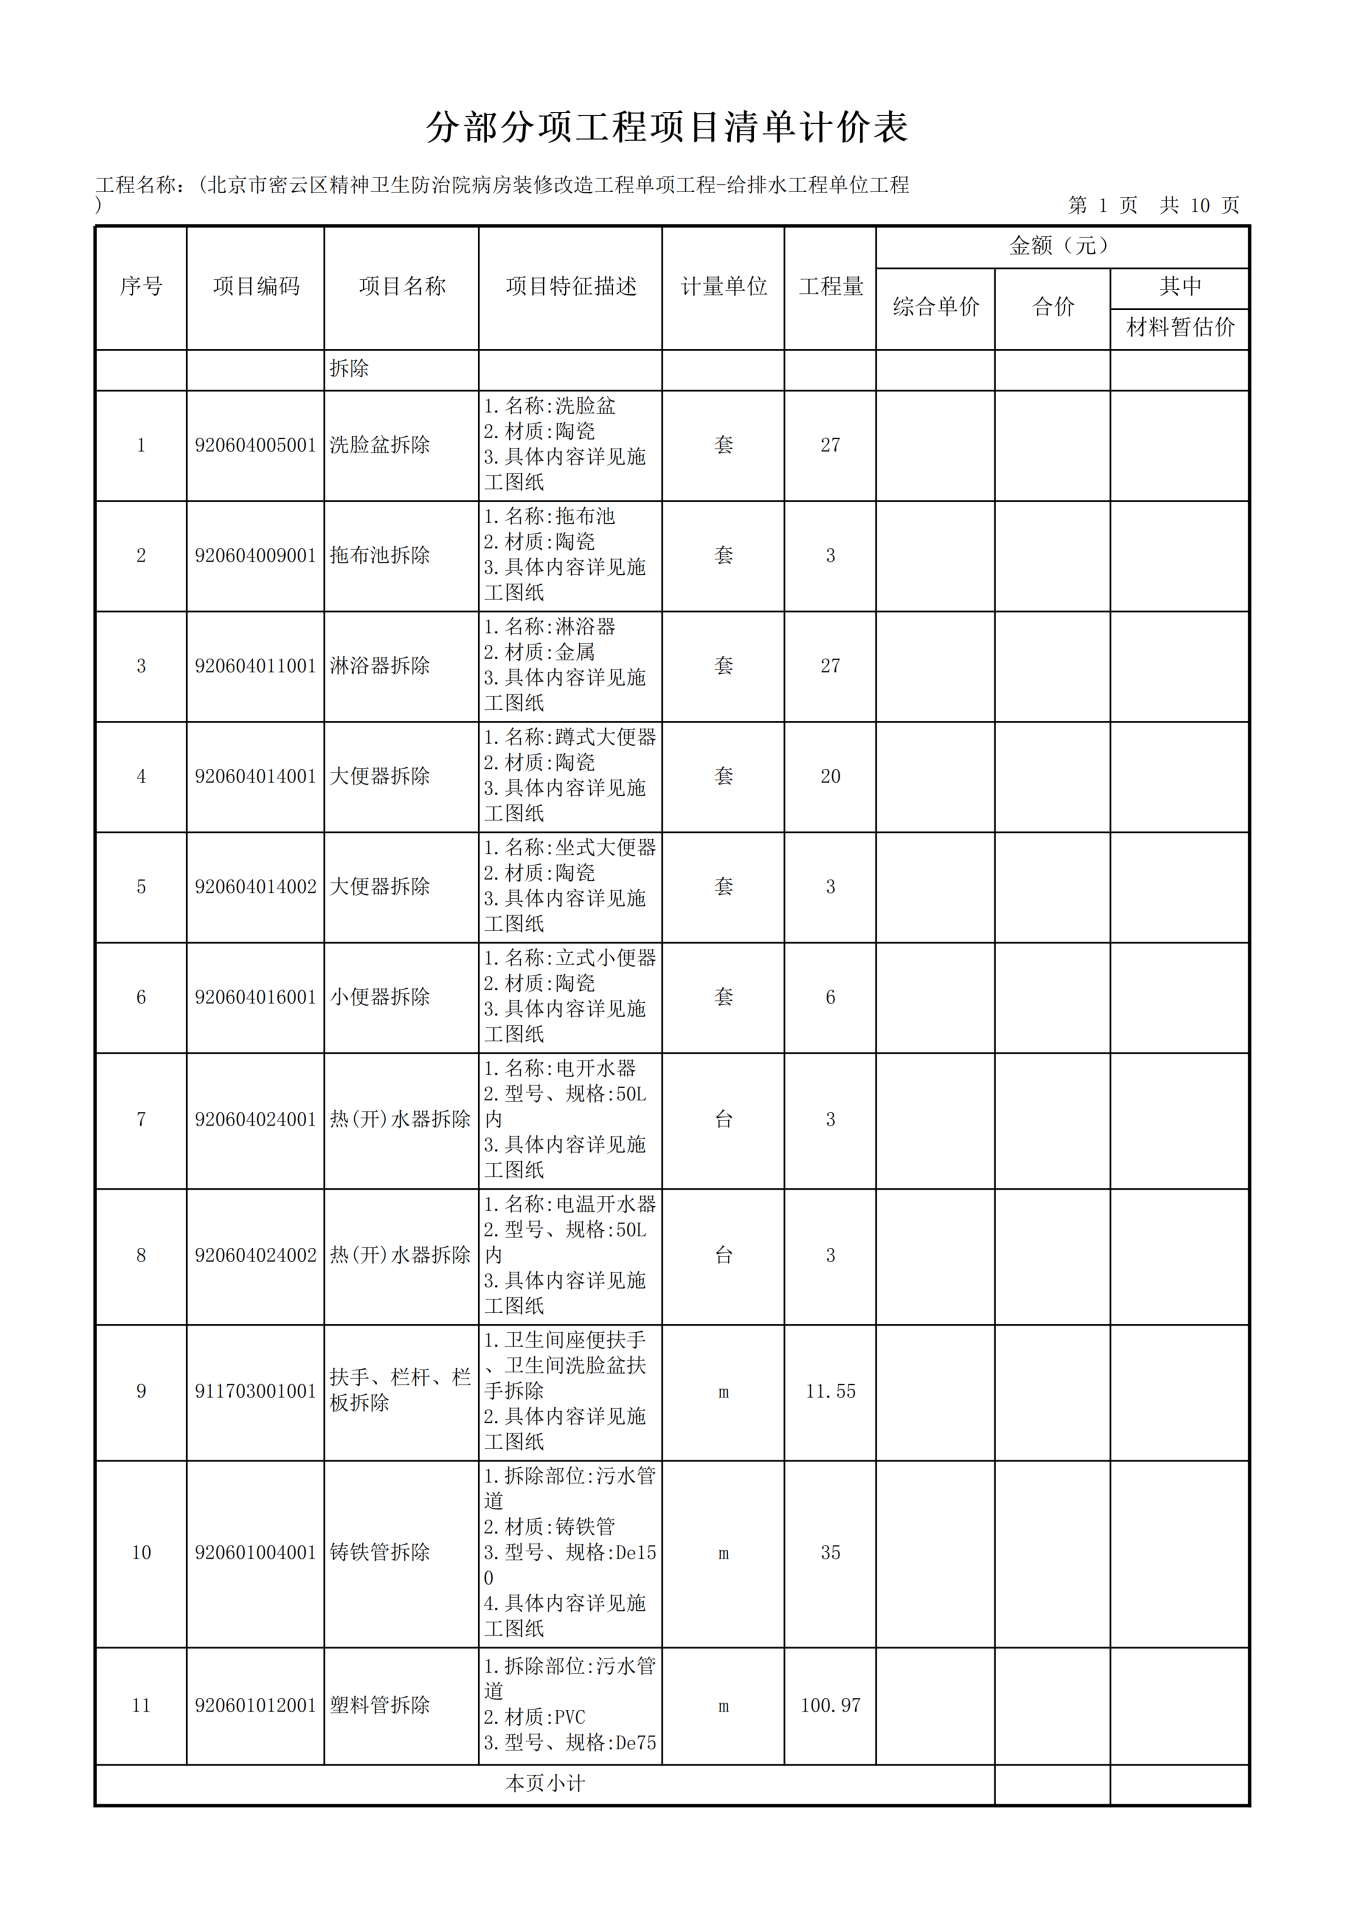 分部分项工程项目清单计价表
工程名称：(北京市密云区精神卫生防治院病房装修改造工程单项工程-给排水工程单位工程
)
第 1 页 共 10 页
序号 项目编码 项目名称 项目特征描述 计量单位 工程量 金额（元）
综合单价 合价 其中
材料暂估价
拆除
1 920604005001 洗脸盆拆除 1.名称:洗脸盆
2.材质:陶瓷
3.具体内容详见施
工图纸 套 27
2 920604009001 拖布池拆除 1.名称:拖布池
2.材质:陶瓷
3.具体内容详见施
工图纸 套 3
3 920604011001 淋浴器拆除 1.名称:淋浴器
2.材质:金属
3.具体内容详见施
工图纸 套 27
4 920604014001 大便器拆除 1.名称:蹲式大便器
2.材质:陶瓷
3.具体内容详见施
工图纸 套 20
5 920604014002 大便器拆除 1.名称:坐式大便器
2.材质:陶瓷
3.具体内容详见施
工图纸 套 3
6 920604016001 小便器拆除 1.名称:立式小便器
2.材质:陶瓷
3.具体内容详见施
工图纸 套 6
7 920604024001 热(开)水器拆除 1.名称:电开水器
2.型号、规格:50L
内
3.具体内容详见施
工图纸 台 3
8 920604024002 热(开)水器拆除 1.名称:电温开水器
2.型号、规格:50L
内
3.具体内容详见施
工图纸 台 3
9 911703001001 扶手、栏杆、栏
板拆除 1.卫生间座便扶手
、卫生间洗脸盆扶
手拆除
2.具体内容详见施
工图纸 m 11.55
10 920601004001 铸铁管拆除 1.拆除部位:污水管
道
2.材质:铸铁管
3.型号、规格:De15
0
4.具体内容详见施
工图纸 m 35
11 920601012001 塑料管拆除 1.拆除部位:污水管
道
2.材质:PVC
3.型号、规格:De75 m 100.97
本页小计